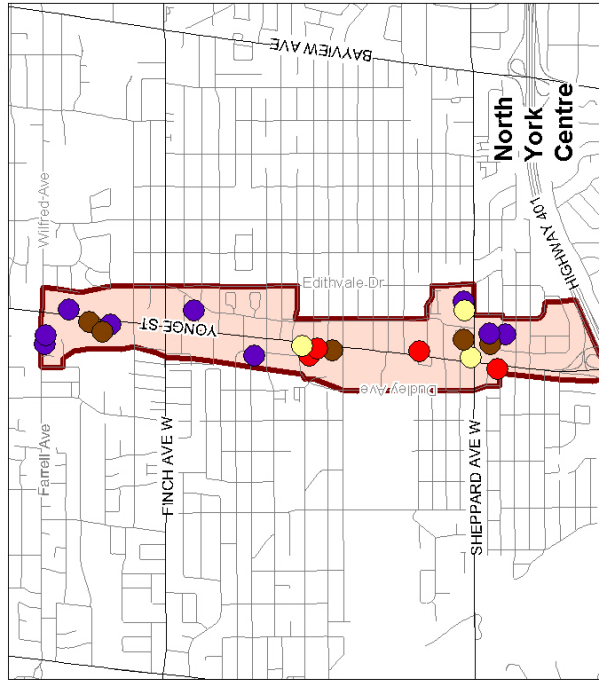 BAYVIEW AVE
North
York
Centre
HIGHWAY 401
Wilfred-Ave
Edithvale Dr
YONGE ST
Dudley Ave
Farrell Ave
FINCH AVE W
SHEPPARD AVE W